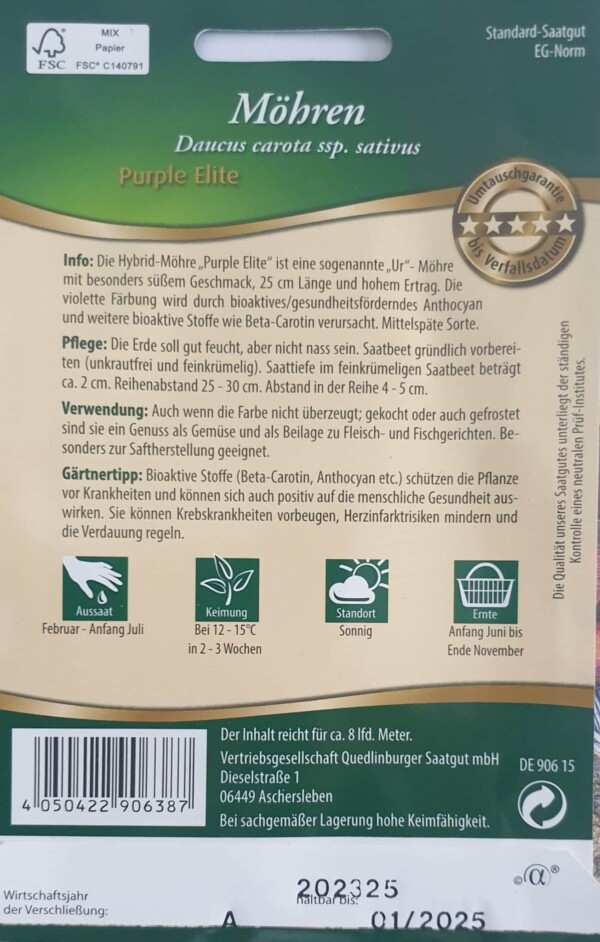 MIX
Papier
FSC
FSC® C140791
Standard-Saatgut
EG-Norm
Möhren
Daucus carota ssp. sativus
Purple Elite
Umtauschgarantie
bis Verfallsdatum
Info: Die Hybrid-Möhre „Purple Elite“ ist eine sogenannte „Ur“- Möhre
mit besonders süßem Geschmack, 25 cm Länge und hohem Ertrag. Die
violette Färbung wird durch bioaktives/gesundheitsförderndes Anthocyan
und weitere bioaktive Stoffe wie Beta-Carotin verursacht. Mittelspäte Sorte.
Pflege: Die Erde soll gut feucht, aber nicht nass sein. Saatbeet gründlich vorberei-
ten (unkrautfrei und feinkrümelig). Saattiefe im feinkrümeligen Saatbeet beträgt
ca. 2 cm. Reihenabstand 25 - 30 cm. Abstand in der Reihe 4 - 5 cm.
Verwendung: Auch wenn die Farbe nicht überzeugt; gekocht oder auch gefrostet
sind sie ein Genuss als Gemüse und als Beilage zu Fleisch- und Fischgerichten. Be-
sonders zur Saftherstellung geeignet.
Gärtnertipp: Bioaktive Stoffe (Beta-Carotin, Anthocyan etc.) schützen die Pflanze
vor Krankheiten und können sich auch positiv auf die menschliche Gesundheit aus-
wirken. Sie können Krebskrankheiten vorbeugen, Herzinfarktrisiken mindern und
die Verdauung regeln.
Die Qualität unseres Saatgutes unterliegt der ständigen
Kontrolle eines neutralen Prüf-Institutes.
Aussaat
Februar - Anfang Juli
Keimung
Bei 12 - 15°C
in 2 - 3 Wochen
Standort
Sonnig
Ernte
Anfang Juni bis
Ende November
Der Inhalt reicht für ca. 8 lfd. Meter.
Vertriebsgesellschaft Quedlinburger Saatgut mbH
Dieselstraße 1
06449 Aschersleben
Bei sachgemäßer Lagerung hohe Keimfähigkeit.
DE 906 15
4 050422 906387
©α®
Wirtschaftsjahr
der Verschließung:
202325
haltbar bis:
A 01/2025